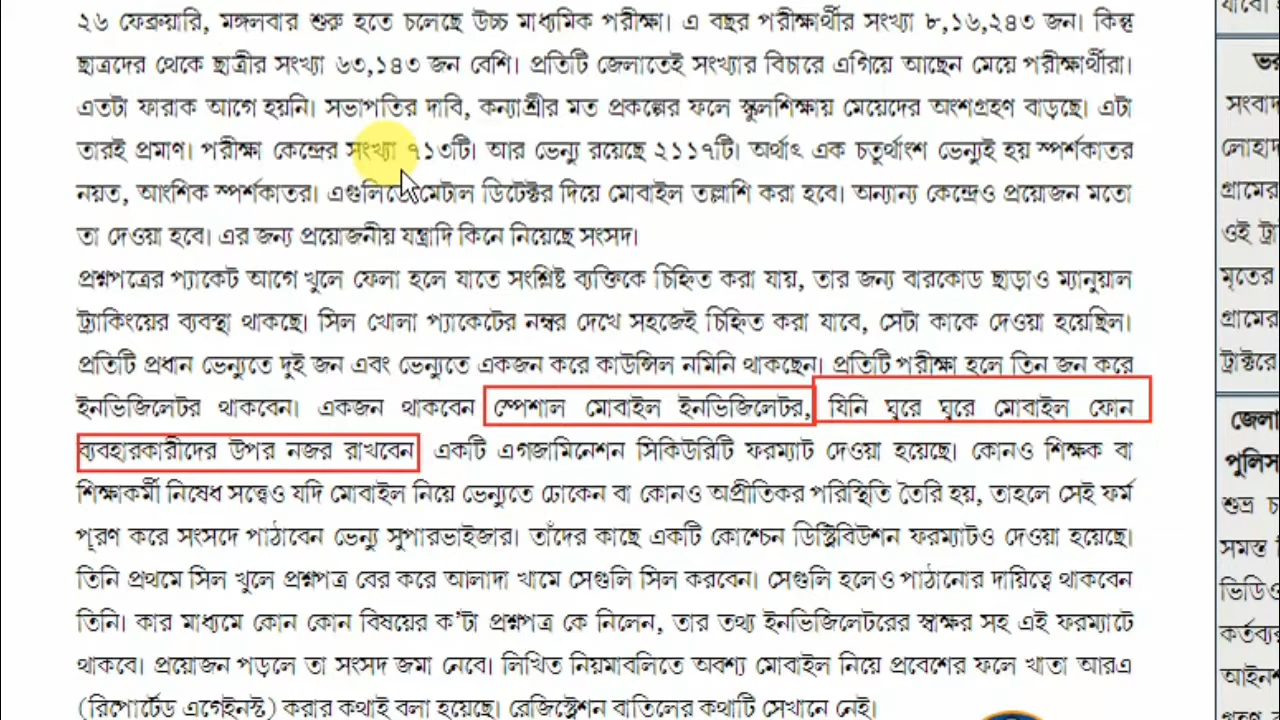 ২৬ ফেব্রুয়ারি, মঙ্গলবার শুরু হতে চলেছে উচ্চ মাধ্যমিক পরীক্ষা। এ বছর পরীক্ষার্থীর সংখ্যা ৮,১৬,২৪৩ জন। কিন্তু
ছাত্রদের থেকে ছাত্রীর সংখ্যা ৬৩,১৪৩ জন বেশি। প্রতিটি জেলাতেই সংখ্যার বিচারে এগিয়ে আছেন মেয়ে পরীক্ষার্থীরা।
এতটা ফারাক আগে হয়নি। সভাপতির দাবি, কন্যাশ্রীর মত প্রকল্পের ফলে স্কুলশিক্ষায় মেয়েদের অংশগ্রহণ বাড়ছে। এটা
তারই প্রমাণ। পরীক্ষা কেন্দ্রের সংখ্যা ৭১৩টি। আর ভেন্যু রয়েছে ২১১৭টি। অর্থাৎ এক চতুর্থাংশ ভেন্যুই হয় স্পর্শকাতর
নয়ত, আংশিক স্পর্শকাতর। এগুলিতে মেটাল ডিটেক্টর দিয়ে মোবাইল তল্লাশি করা হবে। অন্যান্য কেন্দ্রেও প্রয়োজন মতো
তা দেওয়া হবে। এর জন্য প্রয়োজনীয় যন্ত্রাদি কিনে নিয়েছে সংসদ।
প্রশ্নপত্রের প্যাকেট আগে খুলে ফেলা হলে যাতে সংশ্লিষ্ট ব্যক্তিকে চিহ্নিত করা যায়, তার জন্য বারকোড ছাড়াও ম্যানুয়াল
ট্র্যাকিংয়ের ব্যবস্থা থাকছে। সিল খোলা প্যাকেটের নম্বর দেখে সহজেই চিহ্নিত করা যাবে, সেটা কাকে দেওয়া হয়েছিল।
প্রতিটি প্রধান ভেন্যুতে দুই জন এবং ভেন্যুতে একজন করে কাউন্সিল নমিনি থাকছেন। প্রতিটি পরীক্ষা হলে তিন জন করে
ইনভিজিলেটর থাকবেন। একজন থাকবেন স্পেশাল মোবাইল ইনভিজিলেটর, যিনি ঘুরে ঘুরে মোবাইল ফোন
ব্যবহারকারীদের উপর নজর রাখবেন একটি এগজামিনেশন সিকিউরিটি ফরম্যাট দেওয়া হয়েছে। কোনও শিক্ষক বা
শিক্ষাকর্মী নিষেধ সত্ত্বেও যদি মোবাইল নিয়ে ভেন্যুতে ঢোকেন বা কোনও অপ্রীতিকর পরিস্থিতি তৈরি হয়, তাহলে সেই ফর্ম
পূরণ করে সংসদে পাঠাবেন ভেন্যু সুপারভাইজার। তাঁদের কাছে একটি কোশ্চেন ডিস্ট্রিবিউশন ফরম্যাটও দেওয়া হয়েছে।
তিনি প্রথমে সিল খুলে প্রশ্নপত্র বের করে আলাদা খামে সেগুলি সিল করবেন। সেগুলি হলেও পাঠানোর দায়িত্বে থাকবেন
তিনি। কার মাধ্যমে কোন কোন বিষয়ের ক'টা প্রশ্নপত্র কে নিলেন, তার তথ্য ইনভিজিলেটরের স্বাক্ষর সহ এই ফরম্যাটে
থাকবে। প্রয়োজন পড়লে তা সংসদ জমা নেবে। লিখিত নিয়মাবলিতে অবশ্য মোবাইল নিয়ে প্রবেশের ফলে খাতা আরএ
(রিপোর্টেড এগেইনস্ট) করার কথাই বলা হয়েছে। রেজিস্ট্রেশন বাতিলের কথাটি সেখানে নেই।
সংবাদ
গ্রামের
ওই
মৃতের
গ্রামের
জেলা
পুলিস
শুভ্র
সমস্ত